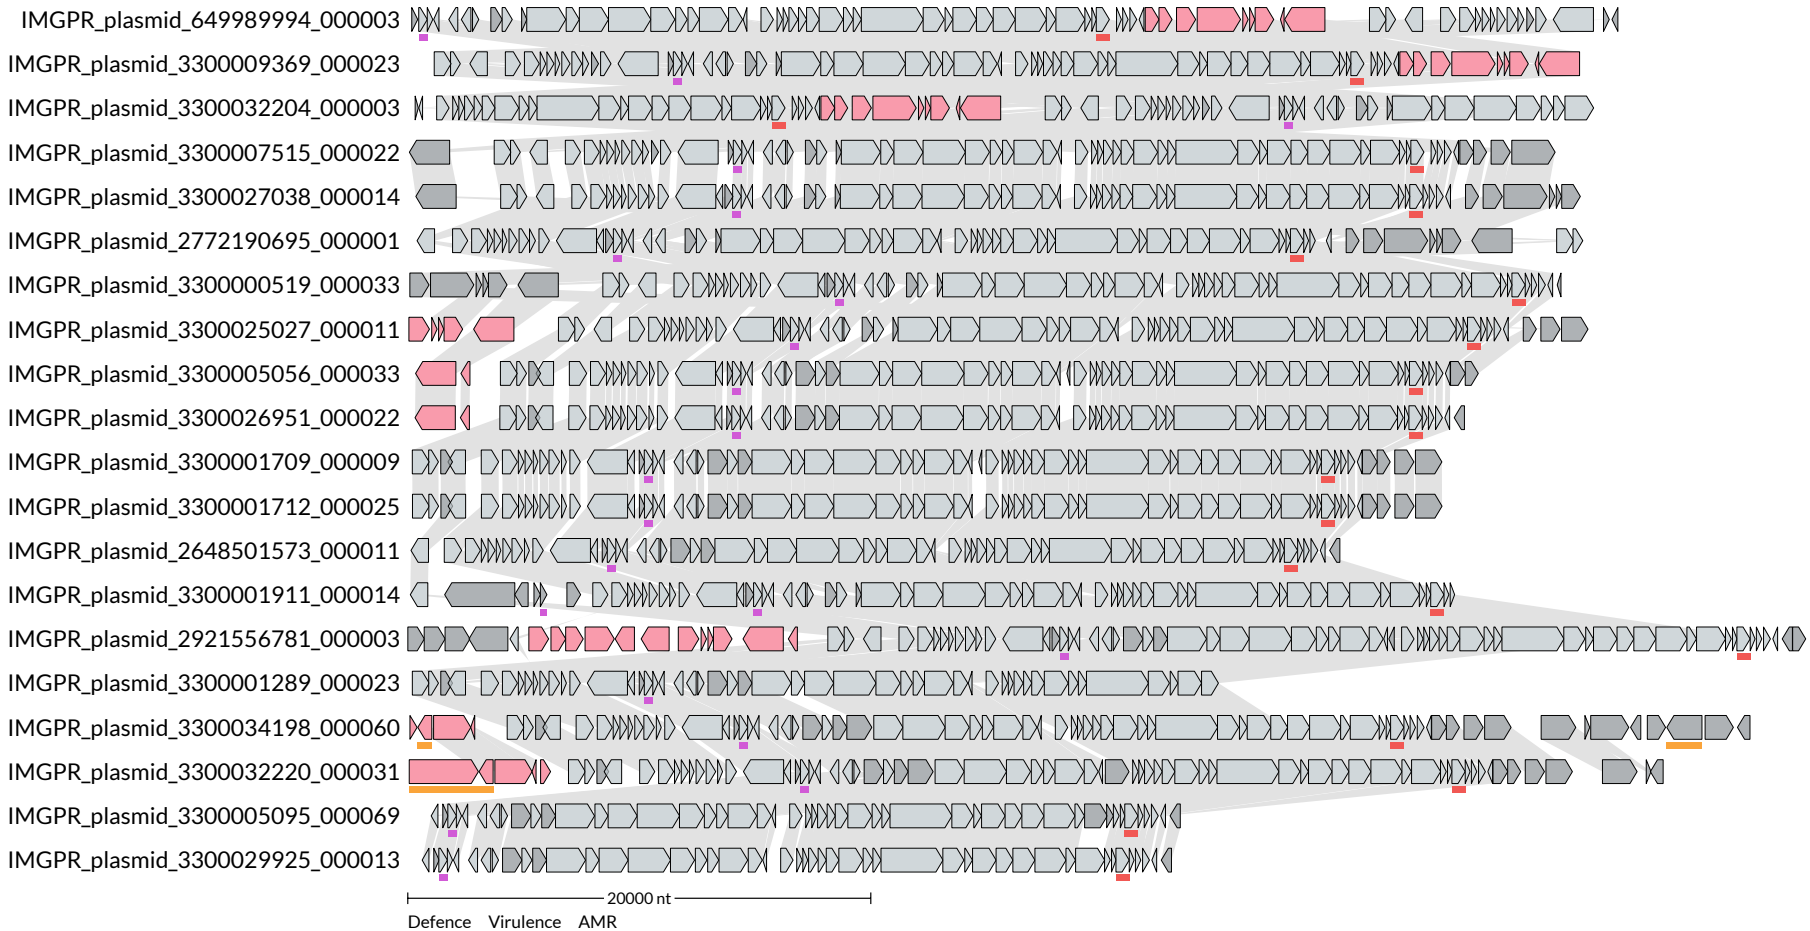 IMGPR_plasmid_649989994_000003
IMGPR_plasmid_3300009369_000023
IMGPR_plasmid_3300032204_000003
IMGPR_plasmid_3300007515_000022
IMGPR_plasmid_3300027038_000014
IMGPR_plasmid_2772190695_000001
IMGPR_plasmid_3300000519_000033
IMGPR_plasmid_3300025027_000011
IMGPR_plasmid_3300005056_000033
IMGPR_plasmid_3300026951_000022
IMGPR_plasmid_3300001709_000009
IMGPR_plasmid_3300001712_000025
IMGPR_plasmid_2648501573_000011
IMGPR_plasmid_3300001911_000014
IMGPR_plasmid_2921556781_000003
IMGPR_plasmid_3300001289_000023
IMGPR_plasmid_3300034198_000060
IMGPR_plasmid_3300032220_000031
IMGPR_plasmid_3300005095_000069
IMGPR_plasmid_3300029925_000013
20000 nt
Defence Virulence AMR